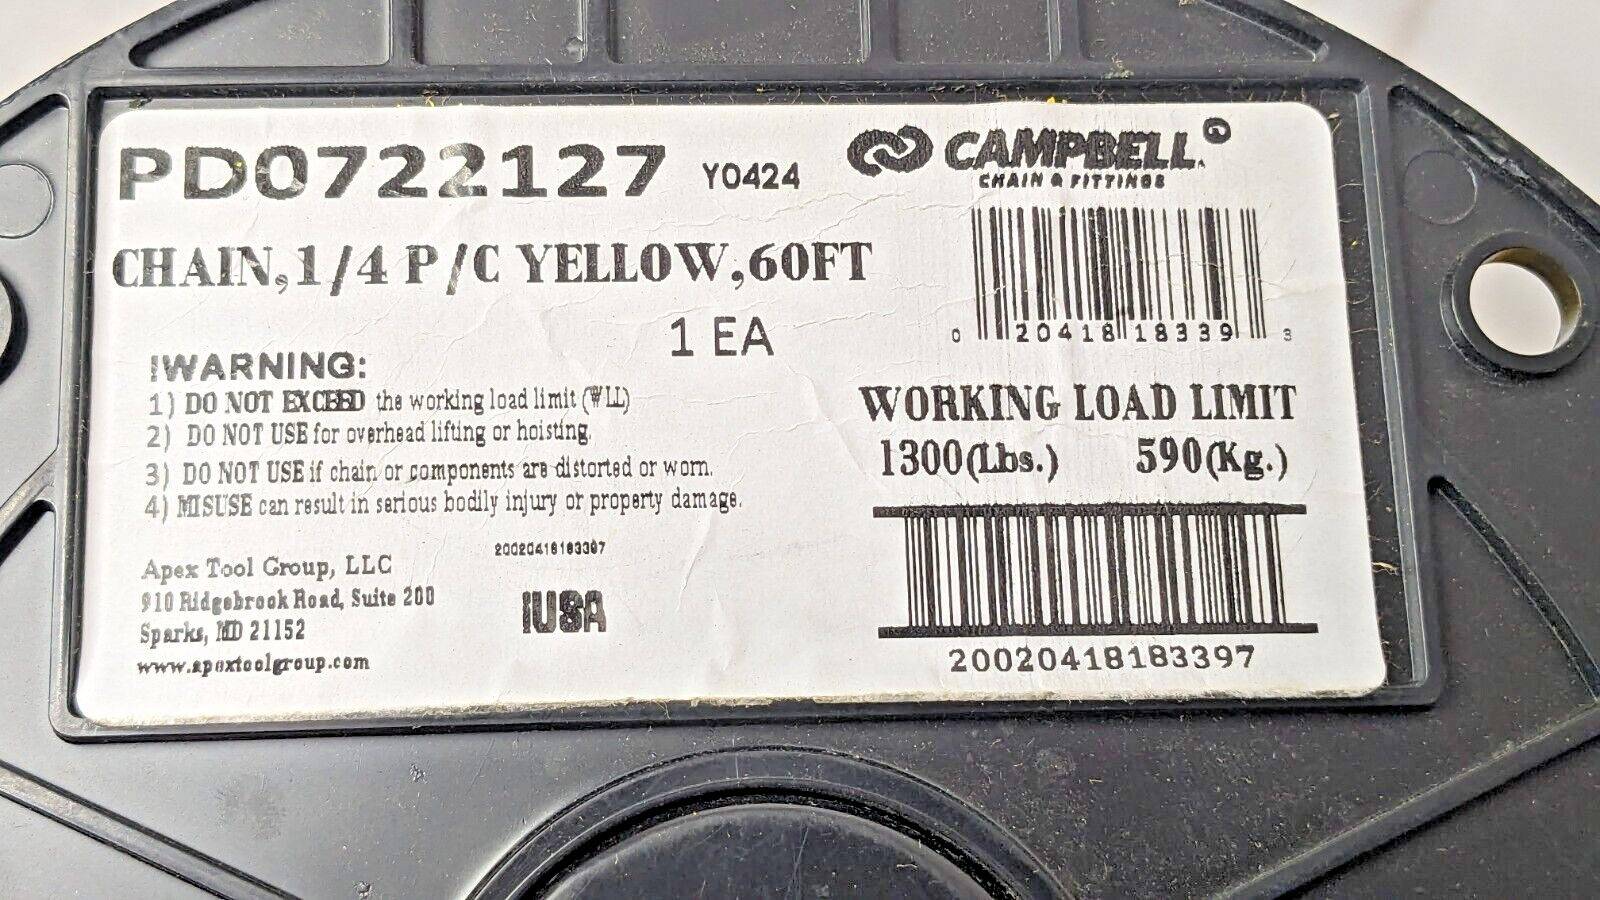 PD0722127 Y0424
CAMPBELL
CHAIN & FITTINGS
CHAIN, 1/4 P/C YELLOW, 60FT
1 EA
0 20418 18339 3
!WARNING:
1) DO NOT EXCEED the working load limit (WLL)
2) DO NOT USE for overhead lifting or hoisting.
3) DO NOT USE if chain or components are distorted or worn.
4) MISUSE can result in serious bodily injury or property damage.
WORKING LOAD LIMIT
1300(Lbs.) 590(Kg.)
Apex Tool Group, LLC
910 Ridgebrook Road, Suite 200
Sparks, MD 21152
www.apextoolgroup.com
20020418183397
IUSA
20020418183397